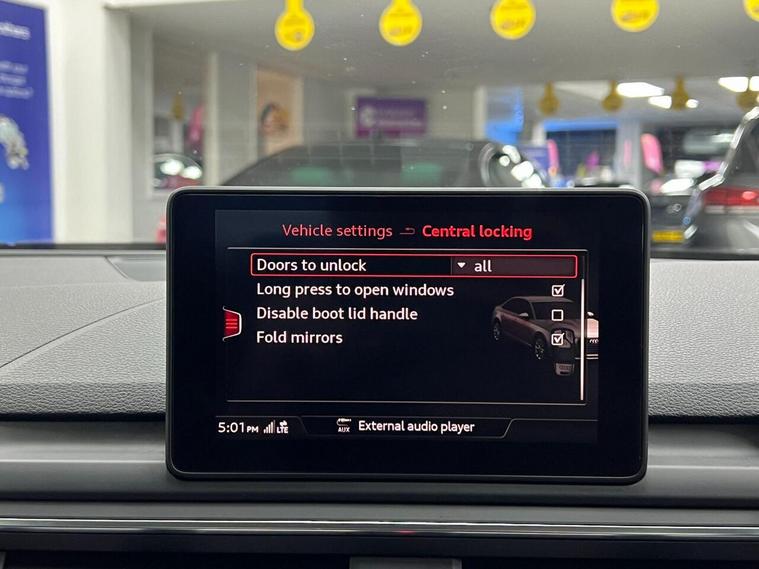 Vehicle settings Central locking
Doors to unlock all
Long press to open windows
Disable boot lid handle
Fold mirrors
5:01PM LTE AUX External audio player